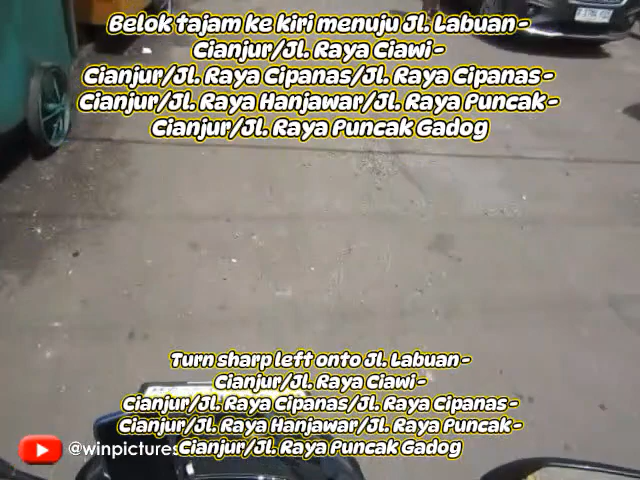 Belok tajam ke kiri menuju Jl. Labuan -
Cianjur/Jl. Raya Ciawi -
Cianjur/Jl. Raya Cipanas/Jl. Raya Cipanas -
Cianjur/Jl. Raya Hanjawar/Jl. Raya Puncak -
Cianjur/Jl. Raya Puncak Gadog
Turn sharp left onto Jl. Labuan -
Cianjur/Jl. Raya Ciawi -
Cianjur/Jl. Raya Cipanas/Jl. Raya Cipanas -
Cianjur/Jl. Raya Hanjawar/Jl. Raya Puncak -
Cianjur/Jl. Raya Puncak Gadog
@winpictures